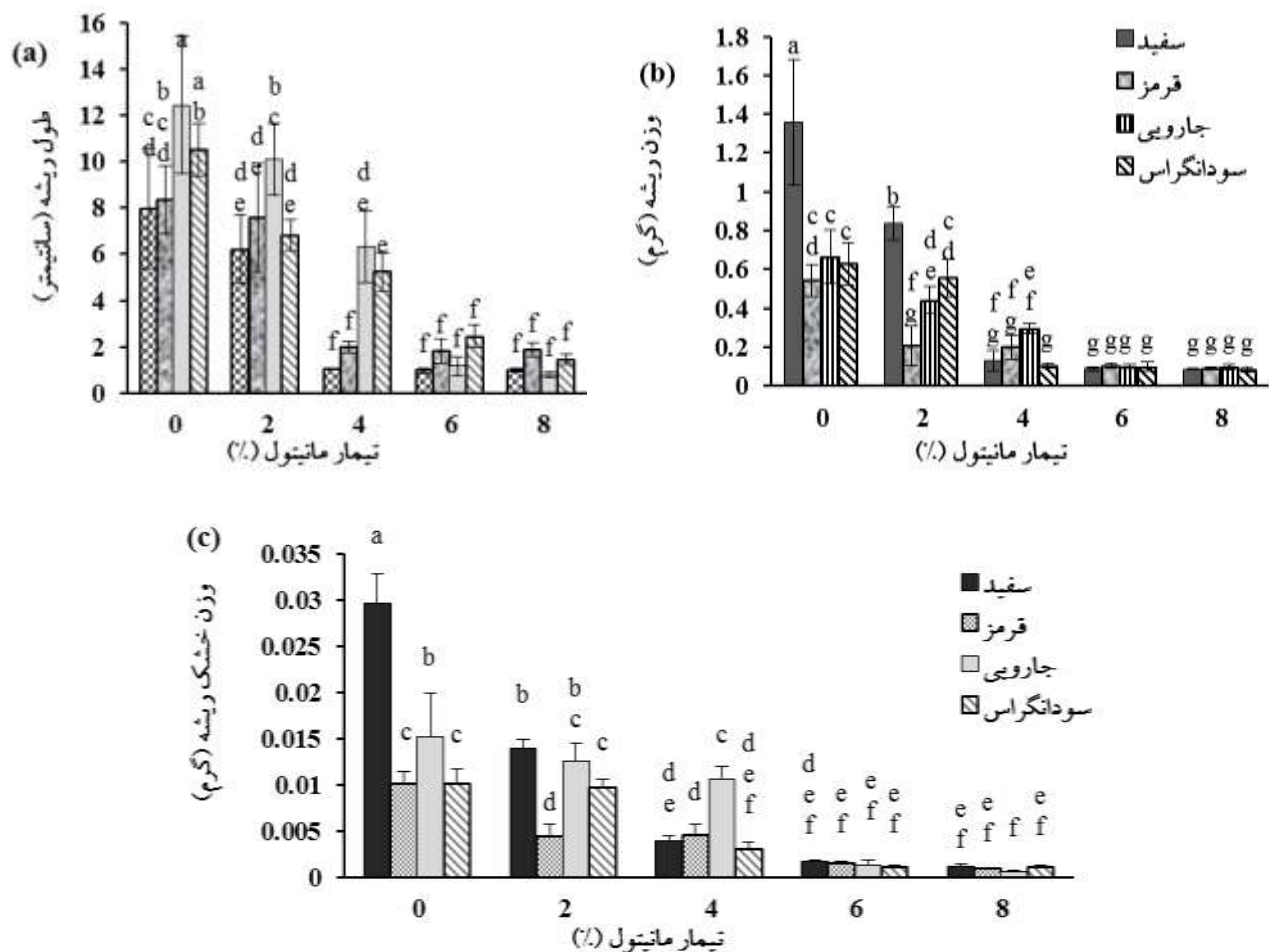 (a)
طول ریشه (سانتیمتر)
16
14
12
10
8
6
4
2
0
c d
b c d
a
a b
d e
d e
b c
d e
f
f
d e
e
f f f f
f f f f
0 2 4 6 8
تیمار مانیتول (٪)
(b)
وزن ریشه (گرم)
1.8
1.6
1.4
1.2
1
0.8
0.6
0.4
0.2
0
سفید
قرمز
جارویی
سودانگراس
a
c d
c
c
b
f g
d e
c d
f g
f g
e f
g
g g g g
g g g g
0 2 4 6 8
تیمار مانیتول (٪)
(c)
وزن خشک ریشه (گرم)
0.035
0.03
0.025
0.02
0.015
0.01
0.005
0
سفید
قرمز
جارویی
سودانگراس
a
c
b
c
b
d
b c
c
d e
d
c
d e f
d e f
e f
e f
e f
e f
e f
f
e f
0 2 4 6 8
تیمار مانیتول (٪)